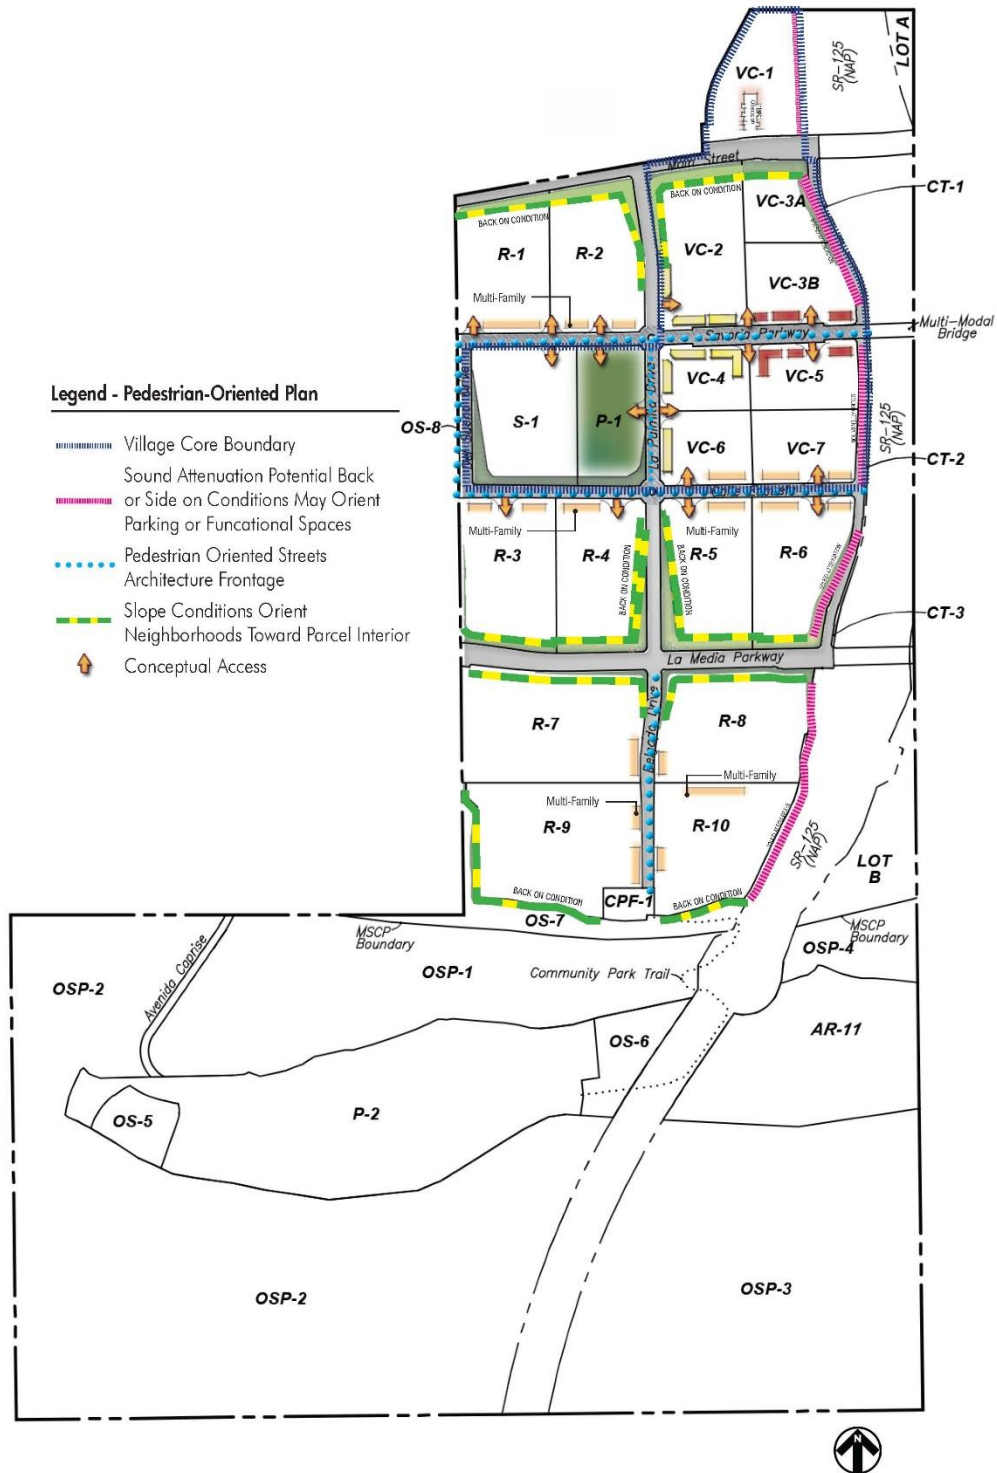 VC-1
SR-125
(NAP)
LOT A
Main Street
CT-1
BACK ON CONDITION
BACK ON CONDITION
VC-3A
R-1
R-2
VC-2
VC-3B
Multi-Family
Savoria Parkway
Multi-Modal
Bridge
Legend - Pedestrian-Oriented Plan
Village Core Boundary
Sound Attenuation Potential Back
or Side on Conditions May Orient
Parking or Funcational Spaces
Pedestrian Oriented Streets
Architecture Frontage
Slope Conditions Orient
Neighborhoods Toward Parcel Interior
Conceptual Access
OS-8
S-1
P-1
La Palmita Drive
VC-4
VC-5
VC-6
VC-7
SR-125
(NAP)
CT-2
Multi-Family
Multi-Family
R-3
R-4
BACK ON CONDITION
BACK ON CONDITION
R-5
R-6
CT-3
La Media Parkway
R-7
R-8
Multi-Family
Multi-Family
R-9
R-10
SR-125
(NAP)
LOT
B
BACK ON CONDITION
CPF-1
BACK ON CONDITION
OS-7
MSCP
Boundary
MSCP
Boundary
OSP-4
Avenida Caprise
OSP-2
OSP-1
Community Park Trail
AR-11
OS-6
OS-5
P-2
OSP-2
OSP-3
N